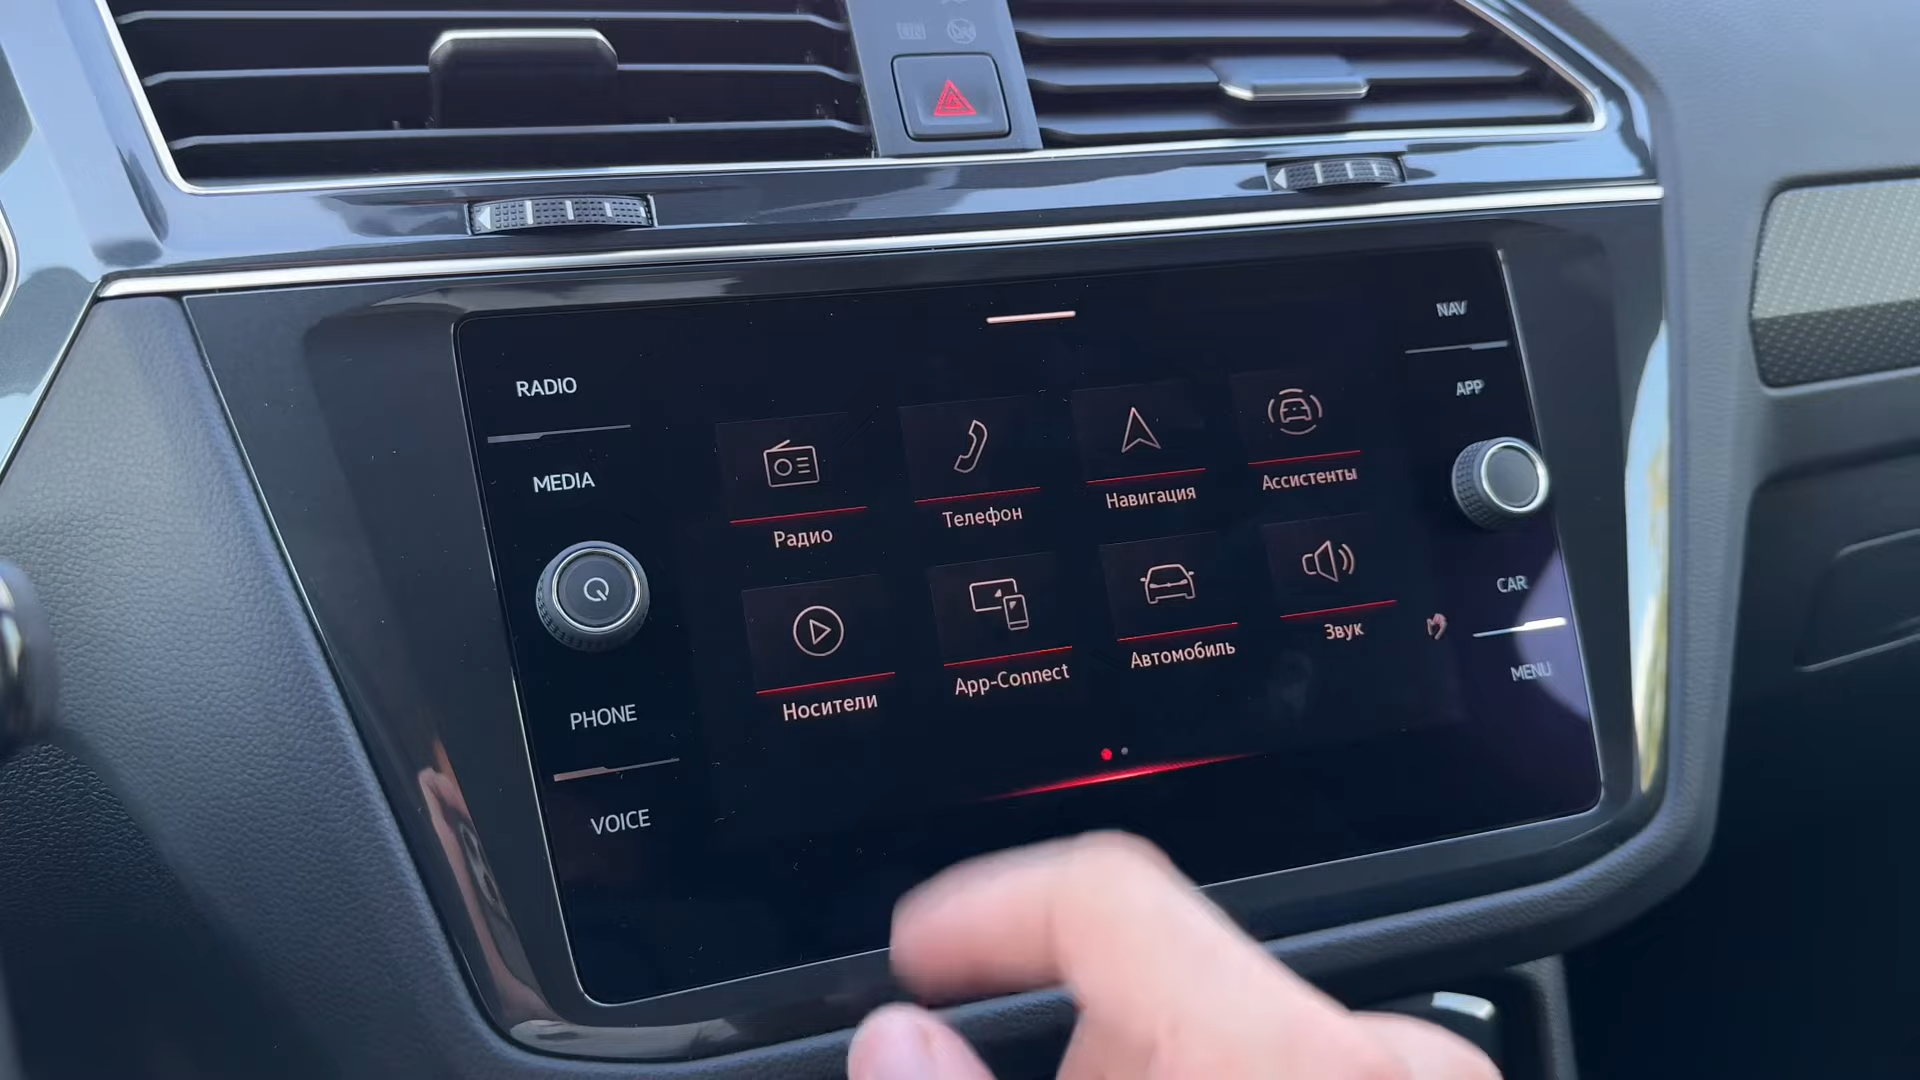 RADIO
MEDIA
PHONE
VOICE
Радио
Телефон
Навигация
Ассистенты
Носители
App-Connect
Автомобиль
Звук
NAV
APP
CAR
MENU